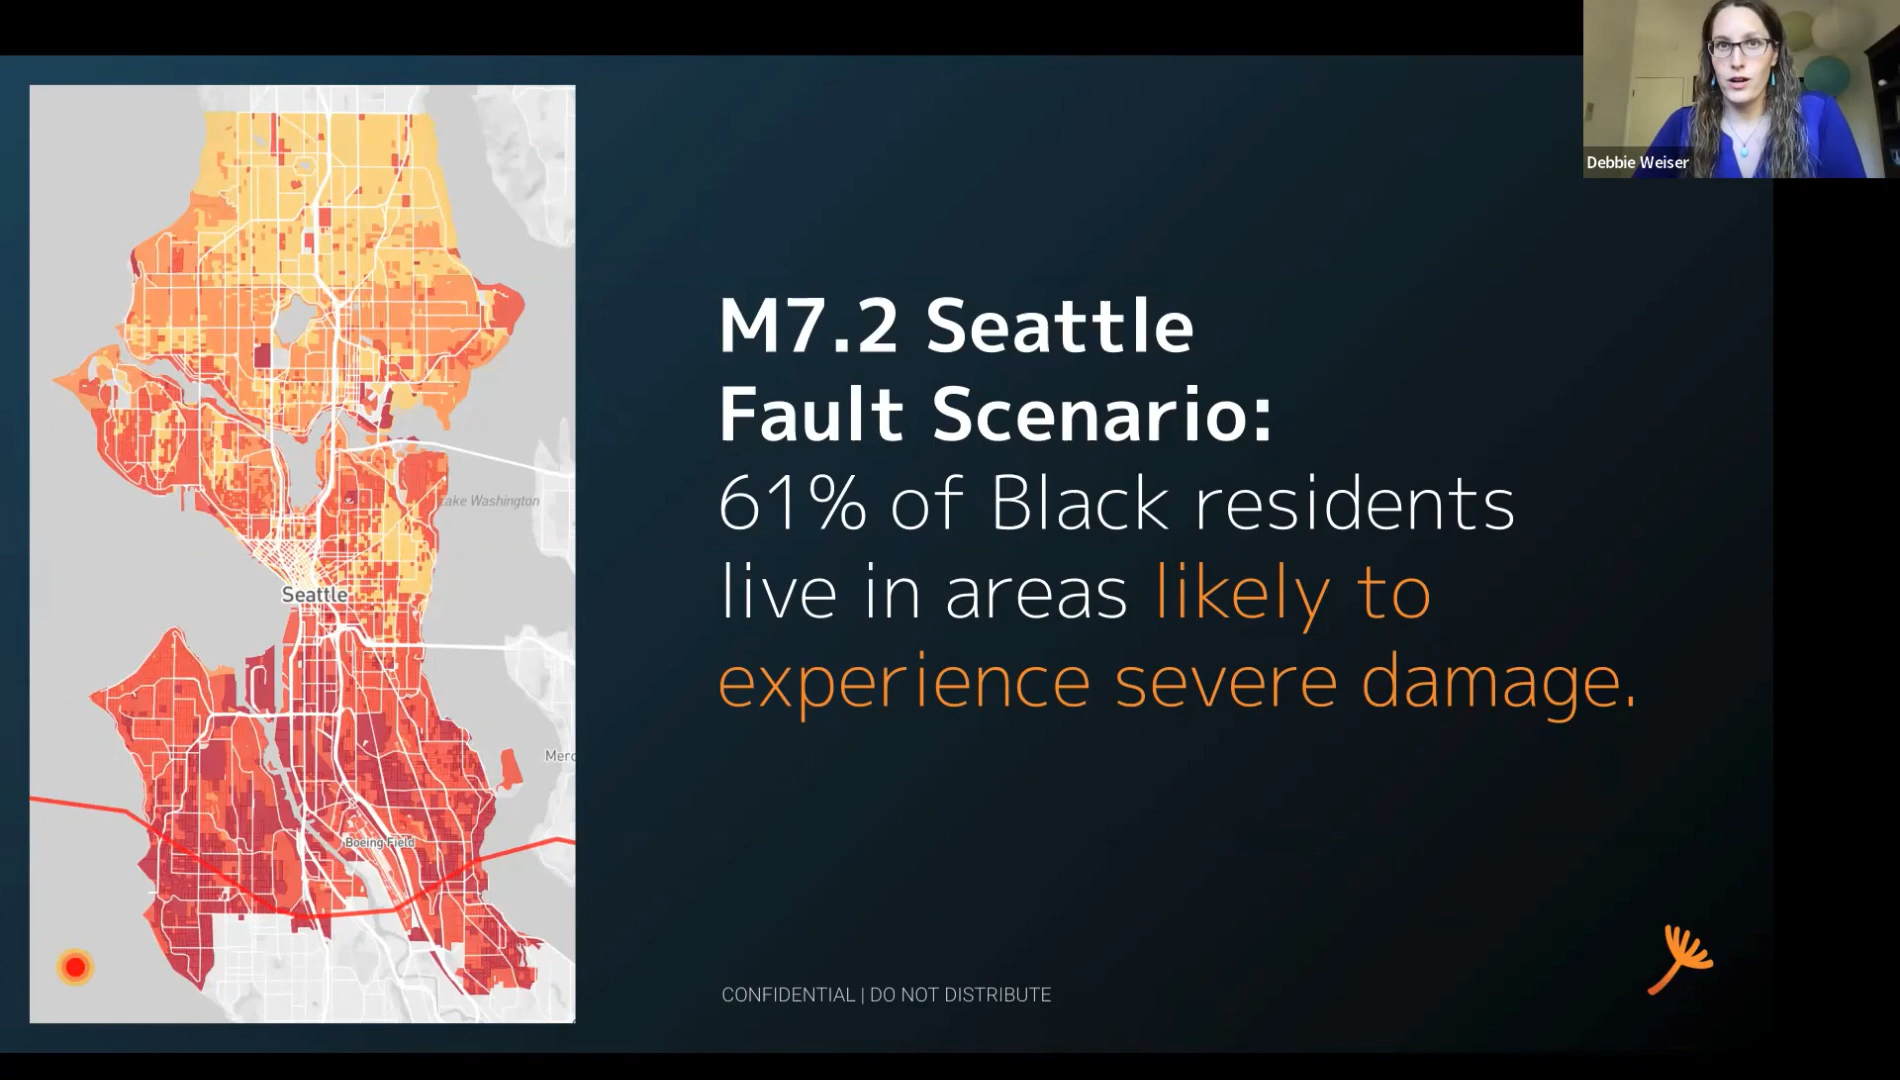 Debbie Weiser
M7.2 Seattle
Fault Scenario:
61% of Black residents
live in areas likely to
experience severe damage.
Lake Washington
Seattle
Merc
Boeing Field
CONFIDENTIAL | DO NOT DISTRIBUTE